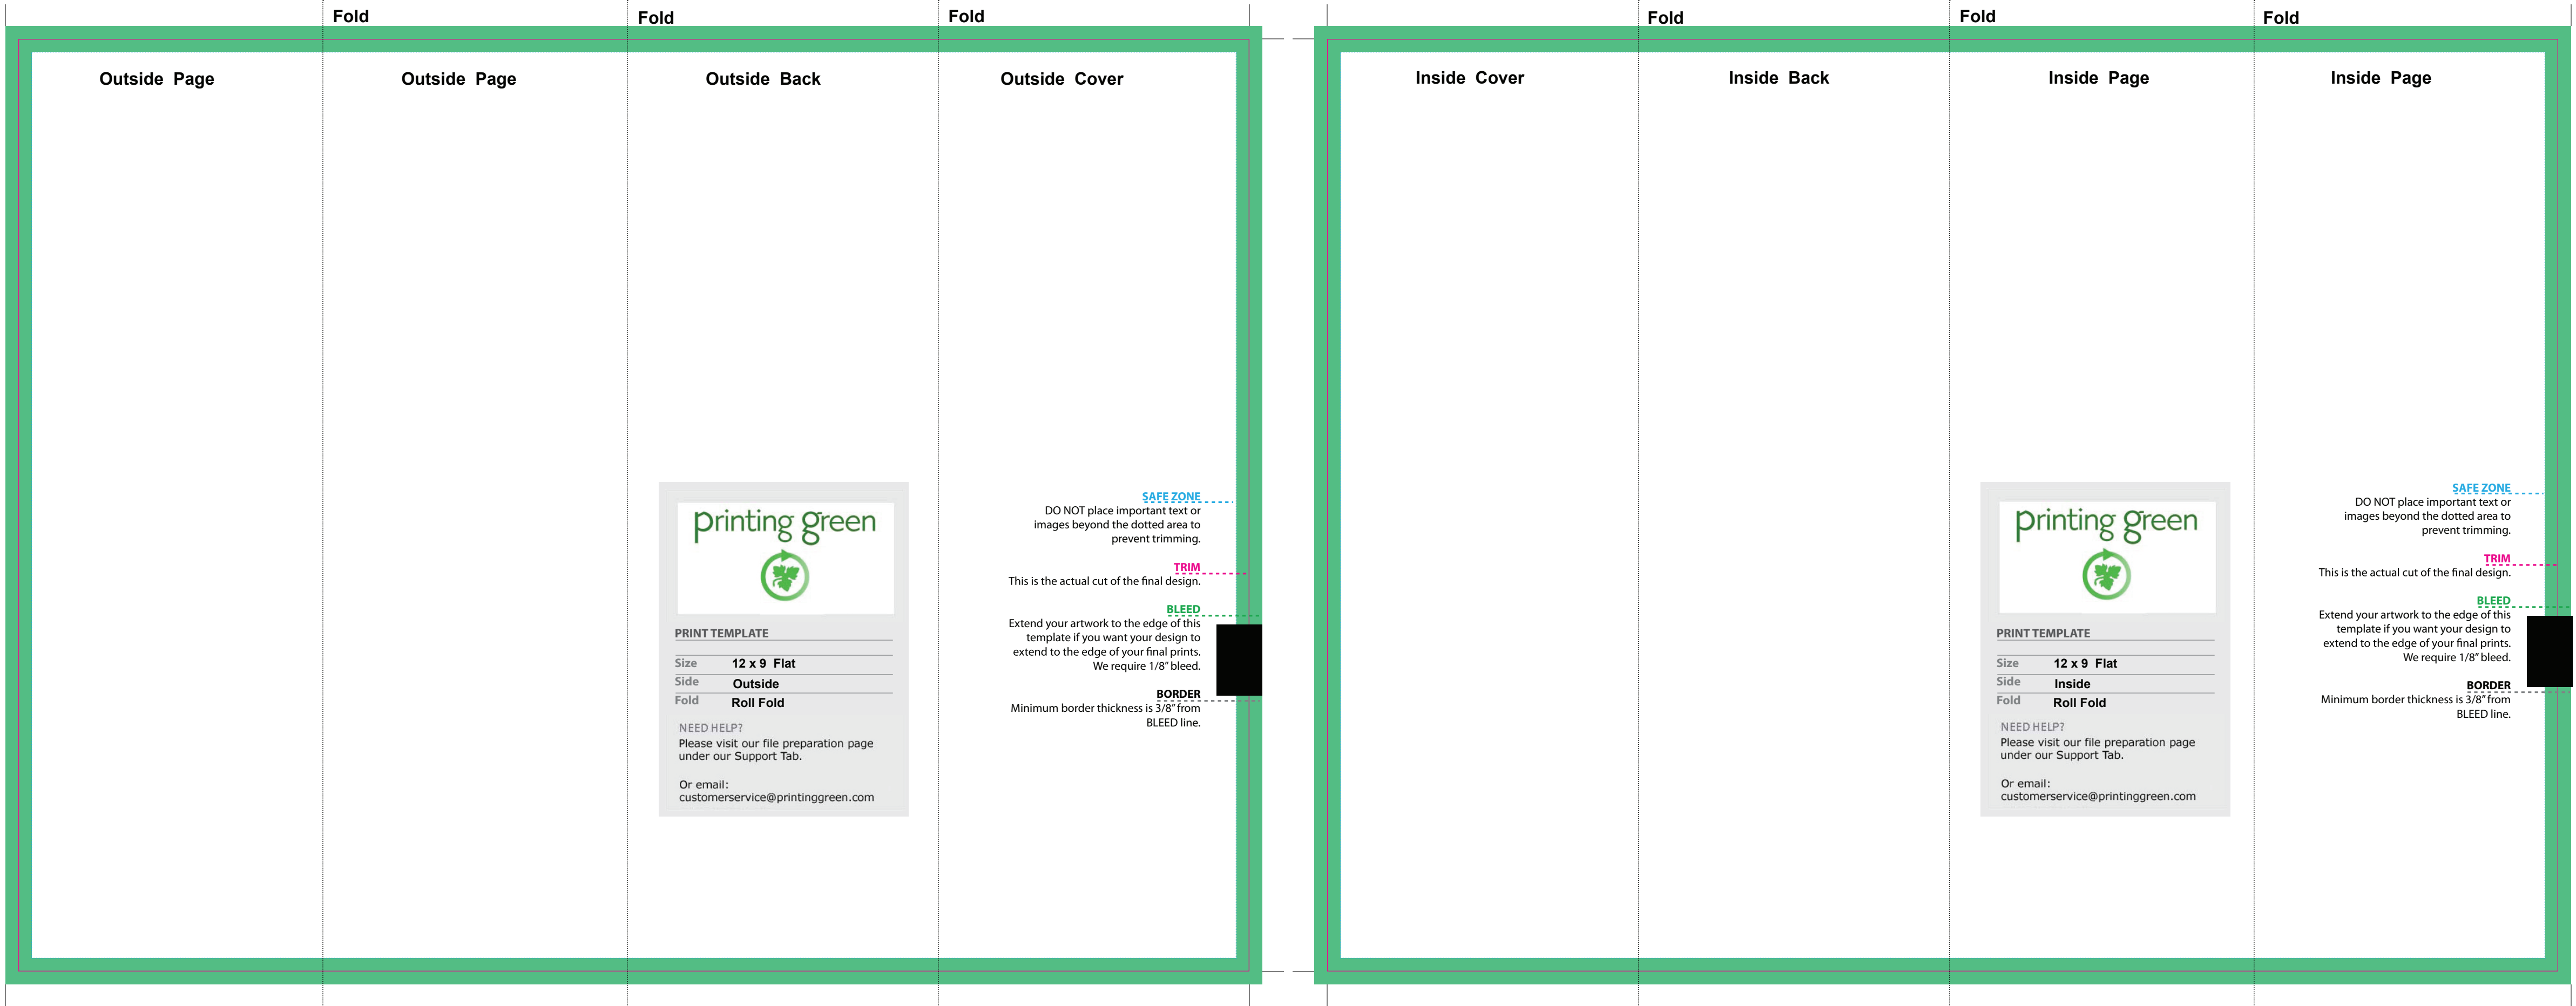 Fold
Fold
Fold
Outside Page
Outside Page
Outside Back
Outside Cover
printing green
PRINT TEMPLATE
Size 12 x 9 Flat
Side Outside
Fold Roll Fold
NEED HELP?
Please visit our file preparation page
under our Support Tab.
Or email:
customerservice@printinggreen.com
SAFE ZONE
DO NOT place important text or
images beyond the dotted area to
prevent trimming.
TRIM
This is the actual cut of the final design.
BLEED
Extend your artwork to the edge of this
template if you want your design to
extend to the edge of your final prints.
We require 1/8” bleed.
BORDER
Minimum border thickness is 3/8” from
BLEED line.
Fold
Fold
Fold
Inside Cover
Inside Back
Inside Page
Inside Page
printing green
PRINT TEMPLATE
Size 12 x 9 Flat
Side Inside
Fold Roll Fold
NEED HELP?
Please visit our file preparation page
under our Support Tab.
Or email:
customerservice@printinggreen.com
SAFE ZONE
DO NOT place important text or
images beyond the dotted area to
prevent trimming.
TRIM
This is the actual cut of the final design.
BLEED
Extend your artwork to the edge of this
template if you want your design to
extend to the edge of your final prints.
We require 1/8” bleed.
BORDER
Minimum border thickness is 3/8” from
BLEED line.